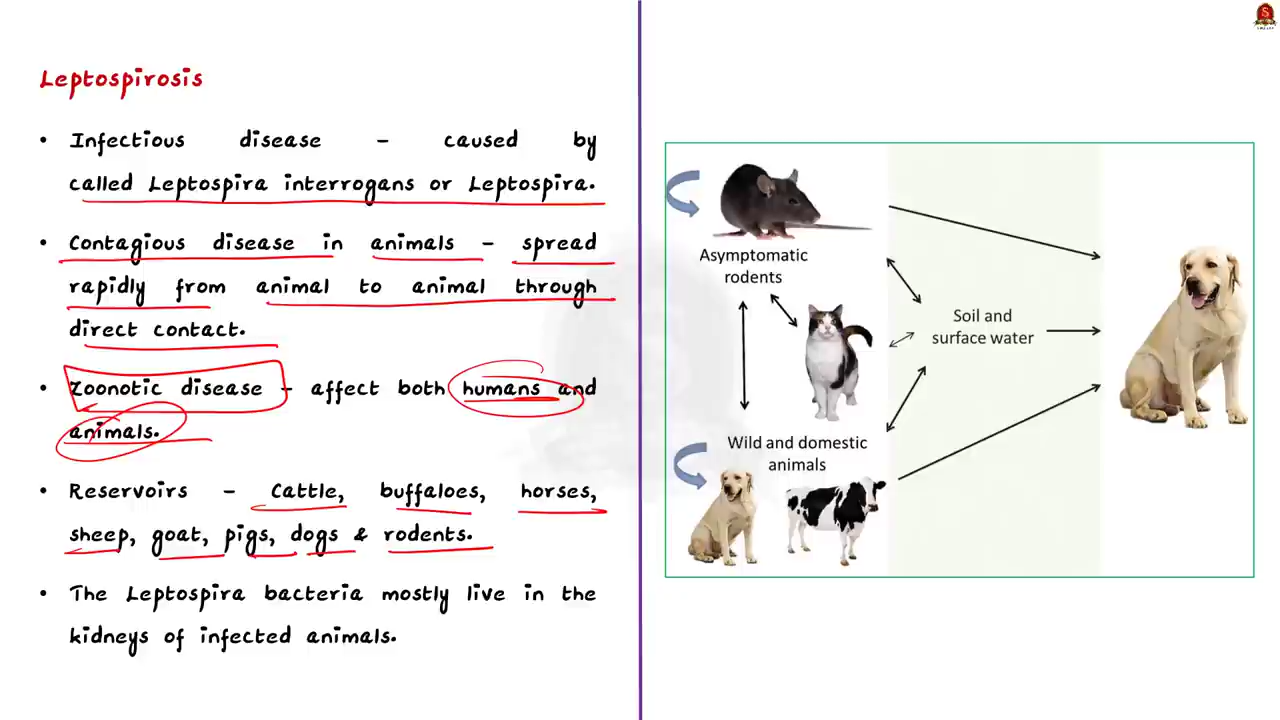 Leptospirosis
• Infectious disease - caused by
called Leptospira interrogans or Leptospira.
• Contagious disease in animals - spread
rapidly from animal to animal through
direct contact.
• Zoonotic disease - affect both humans and
animals.
• Reservoirs - Cattle, buffaloes, horses,
sheep, goat, pigs, dogs & rodents.
• The Leptospira bacteria mostly live in the
kidneys of infected animals.
Asymptomatic
rodents
Soil and
surface water
Wild and domestic
animals